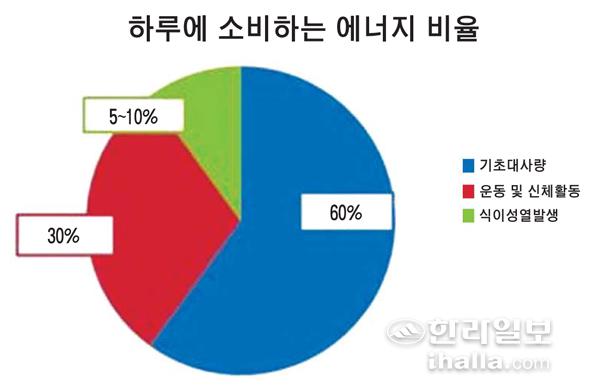 하루에 소비하는 에너지 비율
5~10%
60%
30%
기초대사량
운동 및 신체활동
식이성열발생
한라일보
ihalla.com